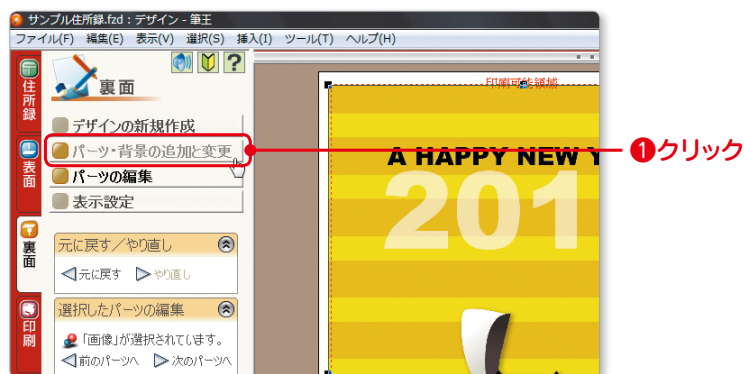 サンプル住所録.fzd:デザイン - 筆王
ファイル(F) 編集(E) 表示(V) 選択(S) 挿入(I) ツール(T) ヘルプ(H)
住所録
表面
裏面
印刷
裏面
?
デザインの新規作成
パーツ・背景の追加と変更
パーツの編集
表示設定
元に戻す/やり直し
元に戻す やり直し
選択したパーツの編集
「画像」が選択されています。
前のパーツへ 次のパーツへ
印刷可能領域
A HAPPY NEW Y
201
❶クリック